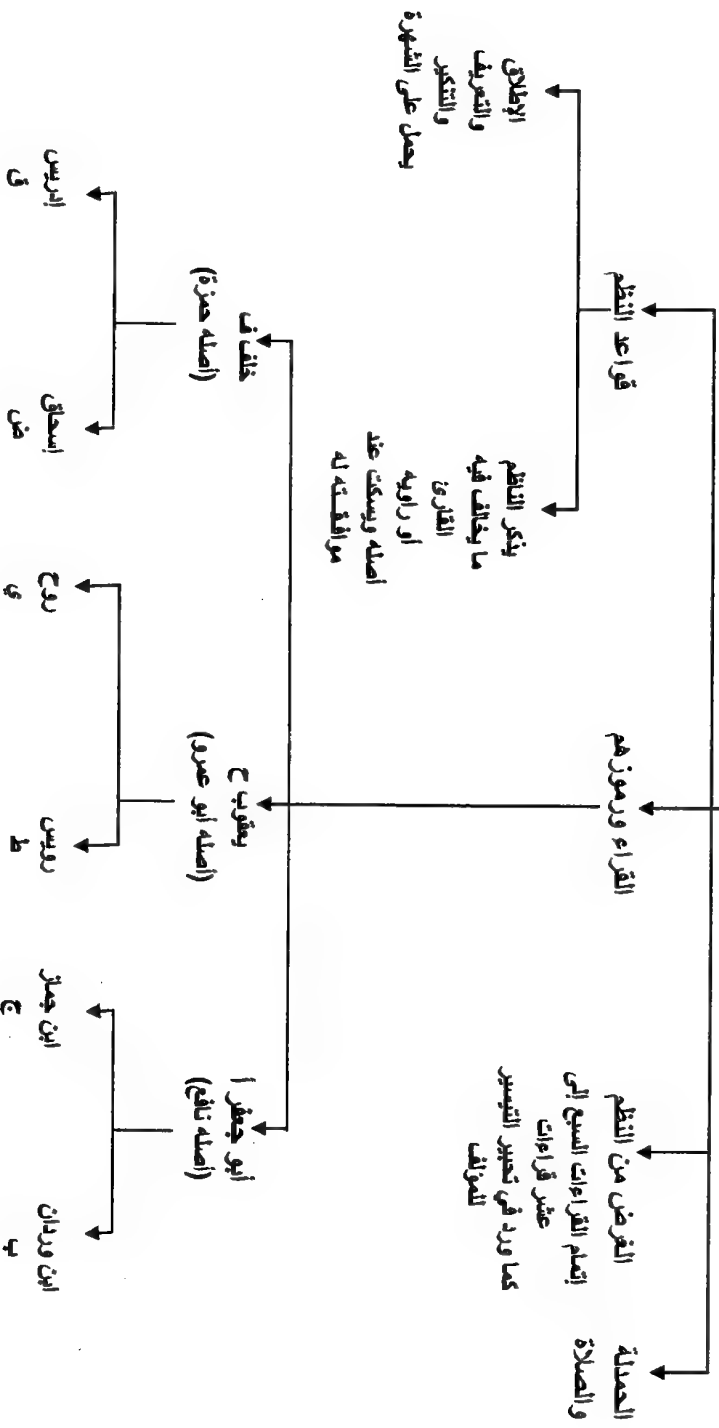 الحمدلة
والصلاة
الغرض من النظم
إتمام القراءات السبع إلى
عشر قراءات
كما ورد في تحبير التيسير
للمؤلف
القراء ورموزهم
قواعد النظم
يذكر الناظم
ما يخالف فيه
القارئ
أو راويه
أصله ويسكت عند
موافقته له
الإطلاق
والتعريف
والتنكير
يحمل على الشهرة
أبو جعفر أ
(أصله نافع)
يعقوب ح
(أصله أبو عمرو)
خلف ف
(أصله حمزة)
ابن وردان
ب
ابن جماز
ج
رويس
ط
روح
ي
إسحاق
ض
إدريس
ق